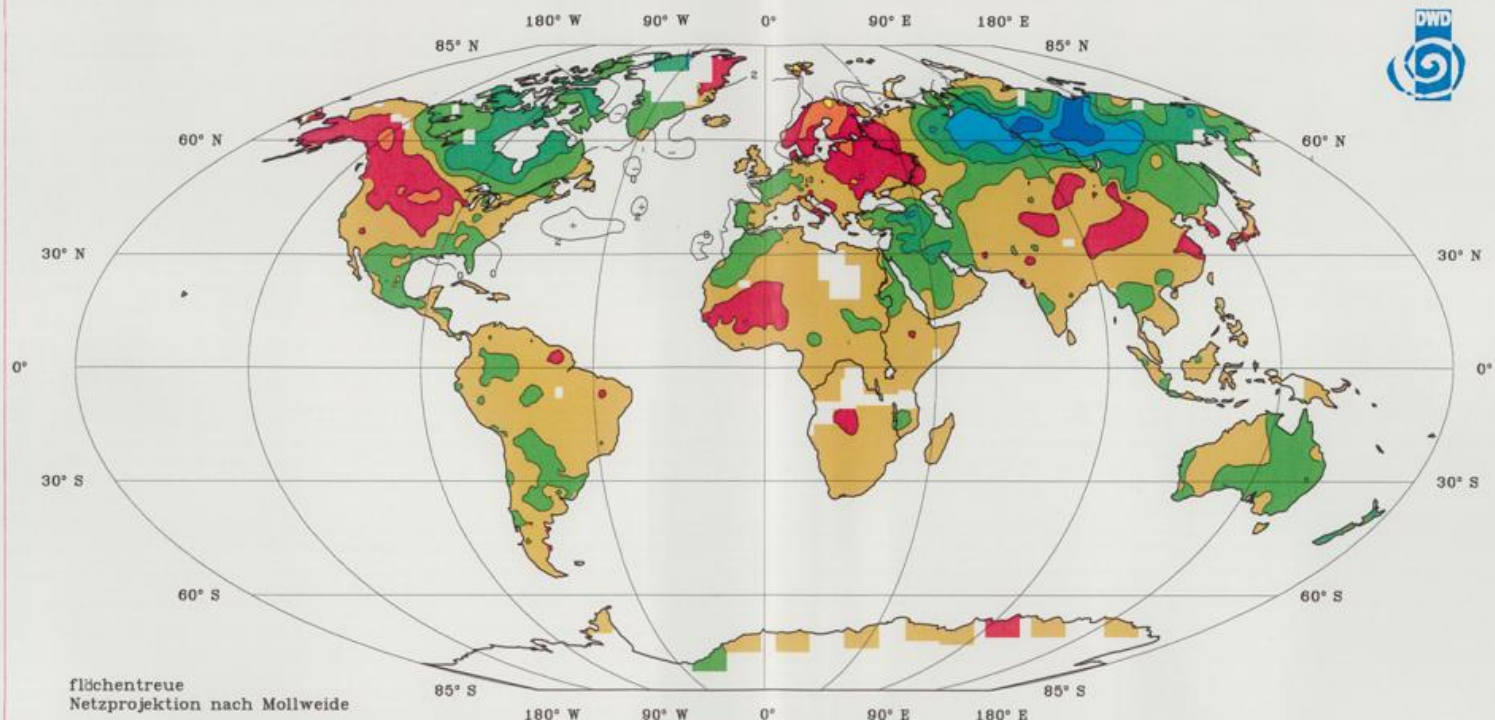 180° W 90° W 0° 90° E 180° E
DWD
85° N 85° N
60° N 60° N
30° N 30° N
0° 0°
30° S 30° S
60° S 60° S
85° S 85° S
flächentreue
Netzprojektion nach Mollweide
180° W 90° W 0° 90° E 180° E